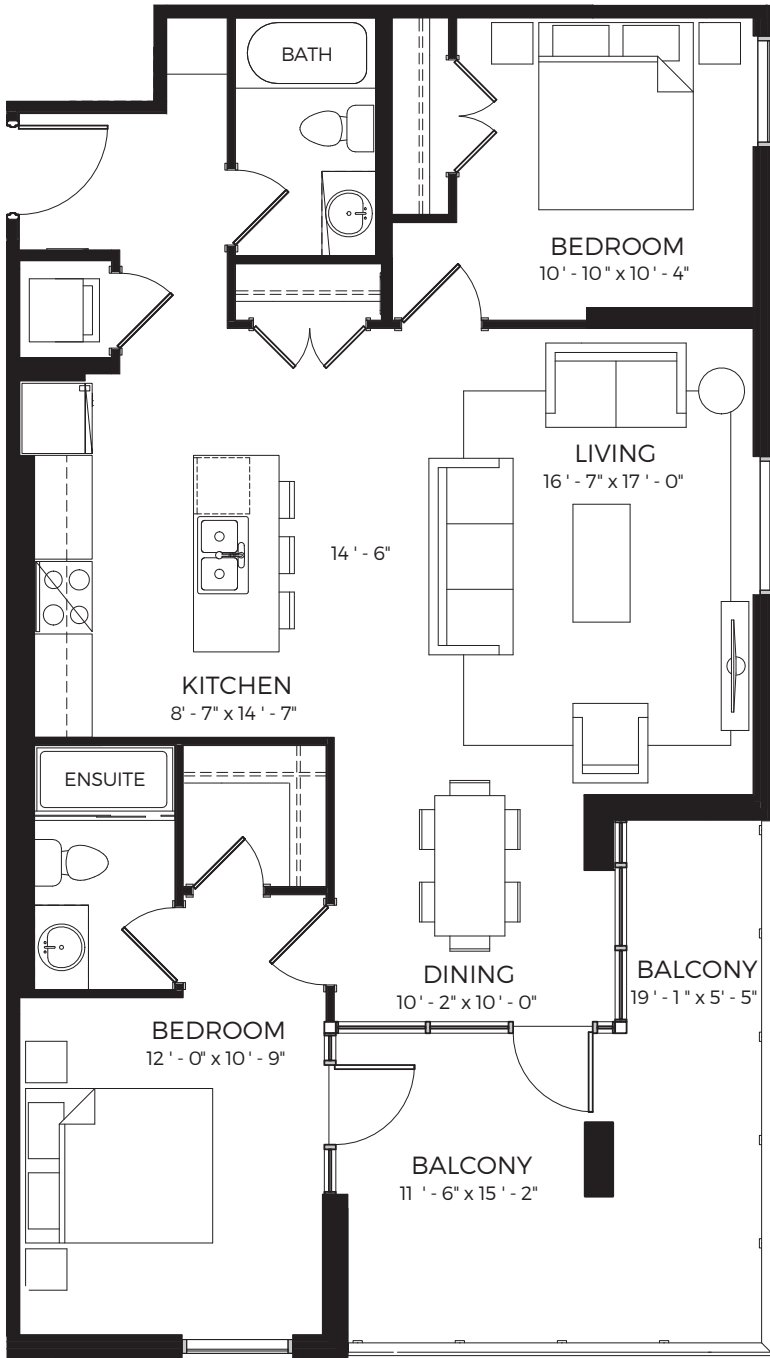 BATH
BEDROOM
10' - 10" x 10' - 4"
LIVING
16' - 7" x 17' - 0"
14' - 6"
KITCHEN
8' - 7" x 14' - 7"
ENSUITE
DINING
10' - 2" x 10' - 0"
BALCONY
19' - 1" x 5' - 5"
BEDROOM
12' - 0" x 10' - 9"
BALCONY
11' - 6" x 15' - 2"